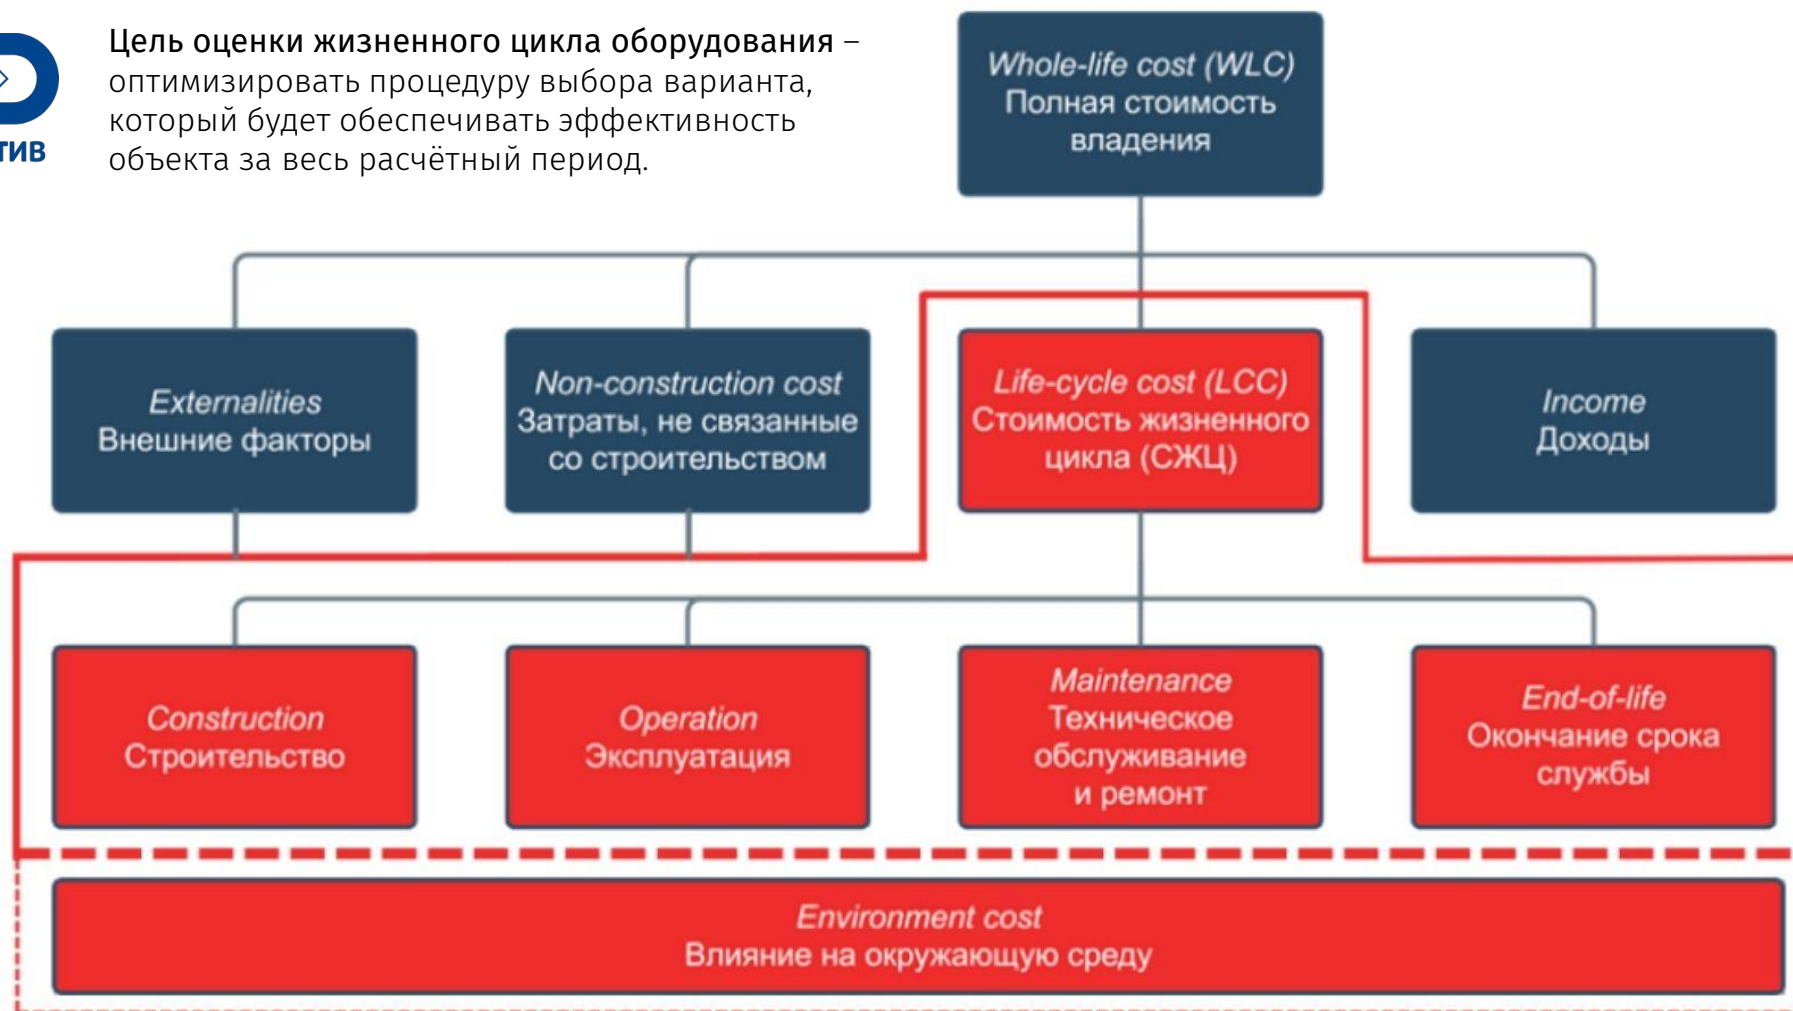 Цель оценки жизненного цикла оборудования –
оптимизировать процедуру выбора варианта,
который будет обеспечивать эффективность
объекта за весь расчётный период.
ТИВ
Whole-life cost (WLC)
Полная стоимость
владения
Externalities
Внешние факторы
Non-construction cost
Затраты, не связанные
со строительством
Life-cycle cost (LCC)
Стоимость жизненного
цикла (СЖЦ)
Income
Доходы
Construction
Строительство
Operation
Эксплуатация
Maintenance
Техническое
обслуживание
и ремонт
End-of-life
Окончание срока
службы
Environment cost
Влияние на окружающую среду